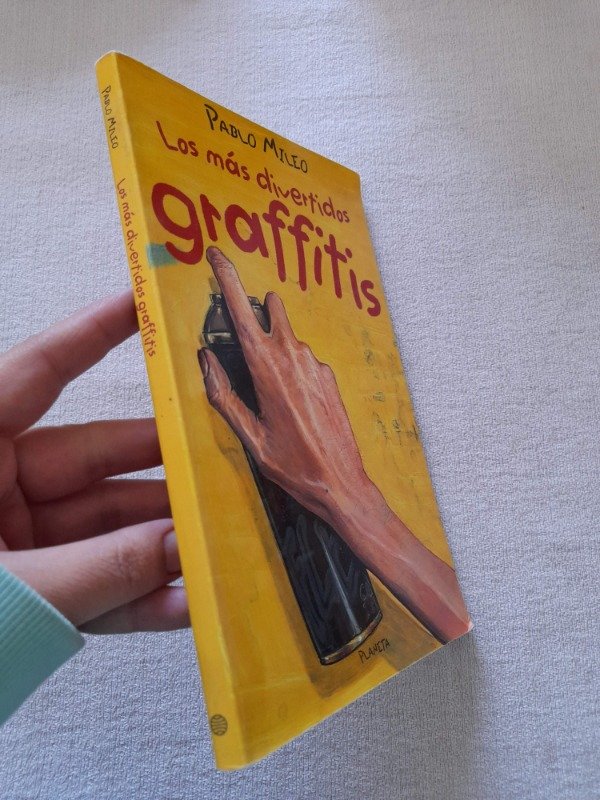 PABLO MILEO
Los más divertidos
graffitis
PLANETA
PABLO MILEO
Los más divertidos graffitis